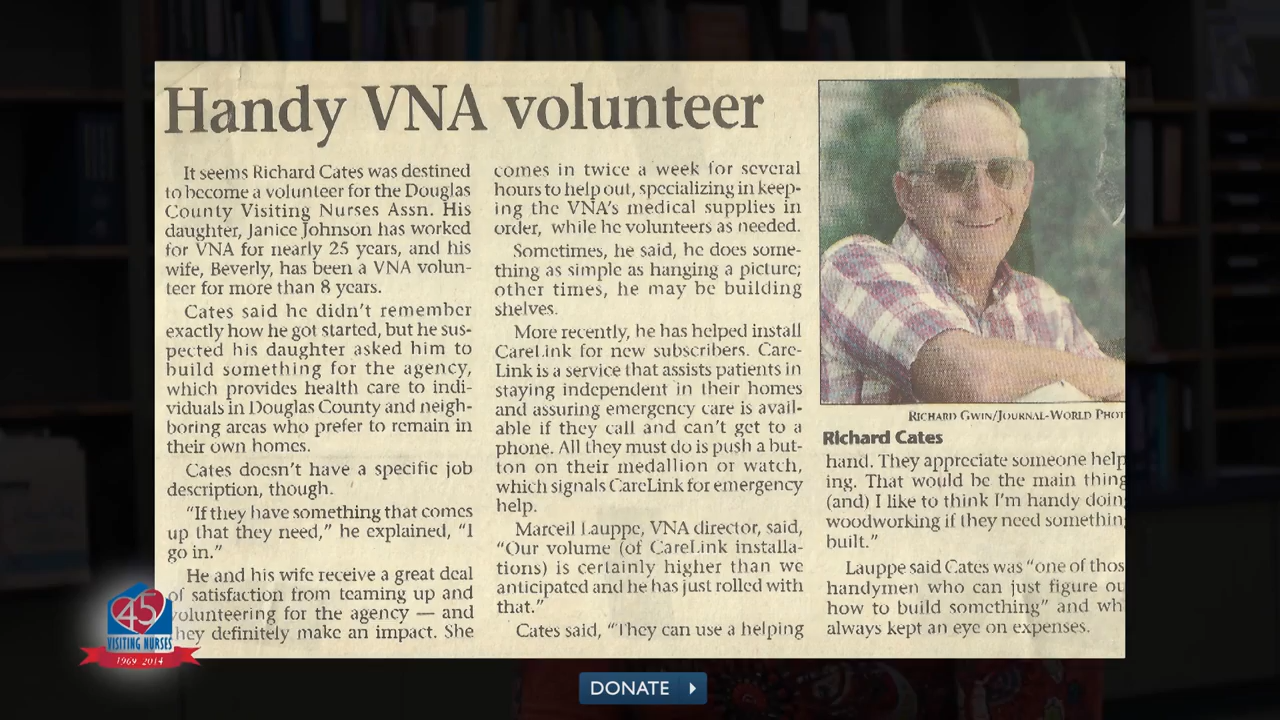 Handy VNA volunteer
It seems Richard Cates was destined
to become a volunteer for the Douglas
County Visiting Nurses Assn. His
daughter, Janice Johnson has worked
for VNA for nearly 25 years, and his
wife, Beverly, has been a VNA volun-
teer for more than 8 years.
Cates said he didn't remember
exactly how he got started, but he sus-
pected his daughter asked him to
build something for the agency,
which provides health care to indi-
viduals in Douglas County and neigh-
boring areas who prefer to remain in
their own homes.
Cates doesn't have a specific job
description, though.
"If they have something that comes
up that they need," he explained, "I
go in."
He and his wife receive a great deal
of satisfaction from teaming up and
volunteering for the agency — and
they definitely make an impact. She
comes in twice a week for several
hours to help out, specializing in keep-
ing the VNA's medical supplies in
order, while he volunteers as needed.
Sometimes, he said, he does some-
thing as simple as hanging a picture;
other times, he may be building
shelves.
More recently, he has helped install
CareLink for new subscribers. Care-
Link is a service that assists patients in
staying independent in their homes
and assuring emergency care is avail-
able if they call and can't get to a
phone. All they must do is push a but-
ton on their medallion or watch,
which signals CareLink for emergency
help.
Marceil Lauppe, VNA director, said,
"Our volume (of CareLink installa-
tions) is certainly higher than we
anticipated and he has just rolled with
that."
Cates said, "They can use a helping
RICHARD GWIN/JOURNAL-WORLD PHOT
Richard Cates
hand. They appreciate someone help
ing. That would be the main thing
(and) I like to think I'm handy doin
woodworking if they need somethin
built."
Lauppe said Cates was "one of thos
handymen who can just figure ou
how to build something" and wh
always kept an eye on expenses.
45
VISITING NURSES
1969 2014
DONATE